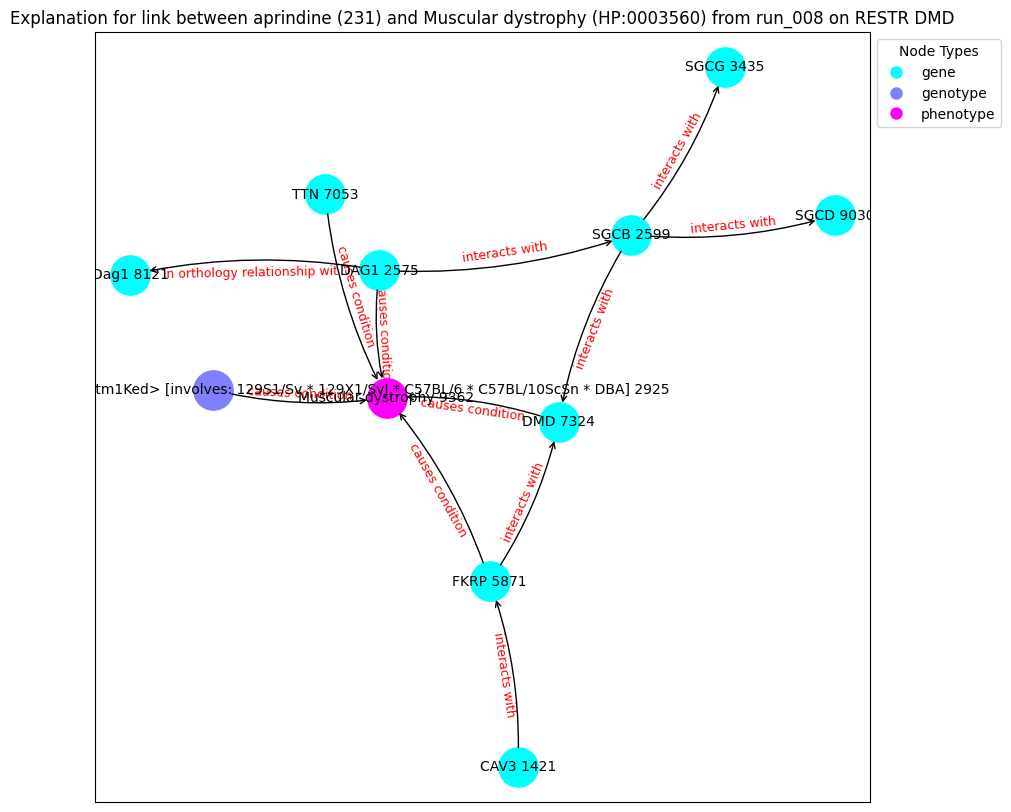 Explanation for link between aprindine (231) and Muscular dystrophy (HP:0003560) from run_008 on RESTR DMD
Node Types
gene
genotype
phenotype
SGCG 3435
interacts with
TTN 7053
SGCD 9030
interacts with
SGCB 2599
interacts with
Dag1 8121
in orthology relationship wit
DAG1 2575
causes condition
causes condition
interacts with
tm1Ked> [involves: 129S1/Sv * 129X1/SvJ * C57BL/6 * C57BL/10ScSn * DBA] 2925
causes condition
Muscular dystrophy 9362
causes condition
DMD 7324
causes condition
interacts with
FKRP 5871
interacts with
CAV3 1421